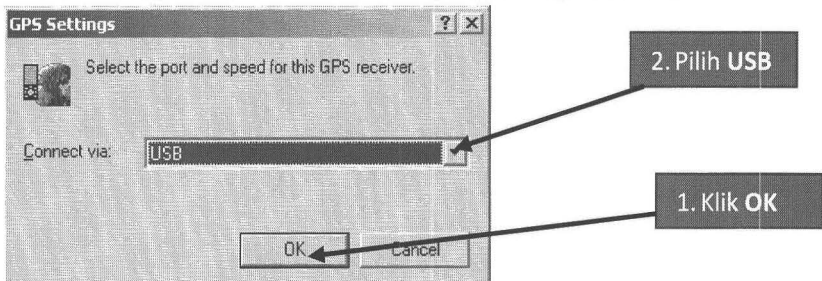 GPS Settings
Select the port and speed for this GPS receiver.
2. Pilih USB
Connect via:
USB
1. Klik OK
OK
Cancel